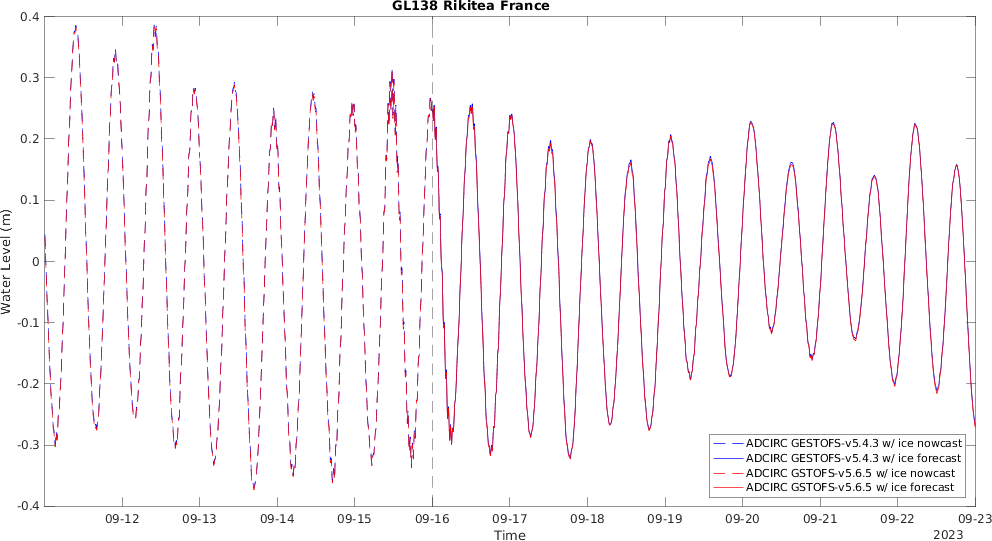 GL138 Rikitea France
0.4
0.3
0.2
0.1
0
-0.1
-0.2
-0.3
-0.4
Water Level (m)
ADCIRC GESTOFS-v5.4.3 w/ ice nowcast
ADCIRC GESTOFS-v5.4.3 w/ ice forecast
ADCIRC GSTOFS-v5.6.5 w/ ice nowcast
ADCIRC GSTOFS-v5.6.5 w/ ice forecast
09-12 09-13 09-14 09-15 09-16 09-17 09-18 09-19 09-20 09-21 09-22 09-23
Time
2023